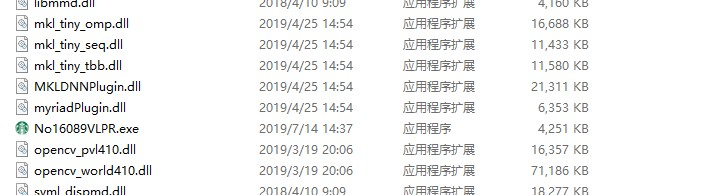 libmmd.dll 2018/4/10 9:09 应用程序扩展 4,160 KB
mkl_tiny_omp.dll 2019/4/25 14:54 应用程序扩展 16,688 KB
mkl_tiny_seq.dll 2019/4/25 14:54 应用程序扩展 11,433 KB
mkl_tiny_tbb.dll 2019/4/25 14:54 应用程序扩展 11,580 KB
MKLDNNPlugin.dll 2019/4/25 14:54 应用程序扩展 21,311 KB
myriadPlugin.dll 2019/4/25 14:54 应用程序扩展 6,353 KB
No16089VLPR.exe 2019/7/14 14:37 应用程序 4,251 KB
opencv_pvl410.dll 2019/3/19 20:06 应用程序扩展 16,357 KB
opencv_world410.dll 2019/3/19 20:06 应用程序扩展 71,186 KB
svml_dispmd.dll 2018/4/10 9:09 应用程序扩展 18,277 KB